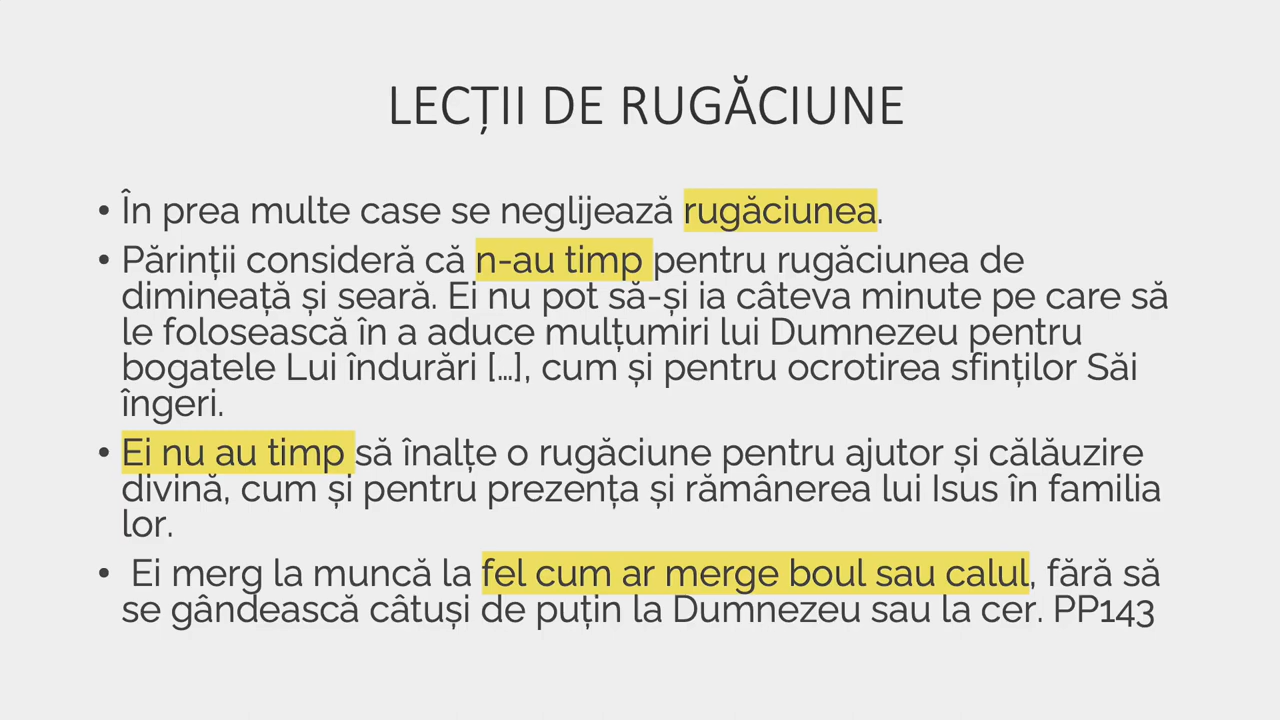 LECȚII DE RUGĂCIUNE
• În prea multe case se neglijează rugăciunea.
• Părinții consideră că n-au timp pentru rugăciunea de
dimineață și seară. Ei nu pot să-și ia câteva minute pe care să
le folosească în a aduce mulțumiri lui Dumnezeu pentru
bogatele Lui îndurări [...], cum și pentru ocrotirea sfinților Săi
îngeri.
• Ei nu au timp să înalțe o rugăciune pentru ajutor și călăuzire
divină, cum și pentru prezența și rămânerea lui Isus în familia
lor.
• Ei merg la muncă la fel cum ar merge boul sau calul, fără să
se gândească câtuși de puțin la Dumnezeu sau la cer. PP143